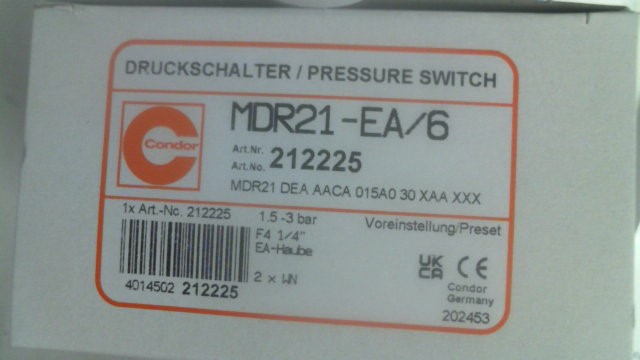 DRUCKSCHALTER / PRESSURE SWITCH
Condor
MDR21-EA/6
Art.Nr.
Art.No. 212225
MDR21 DEA AACA 015A0 30 XAA XXX
1x Art.-No. 212225
1.5 -3 bar
Voreinstellung/Preset
F4 1/4"
EA-Haube
2 x WN
4014502 212225
UK
CA
CE
Condor
Germany
202453